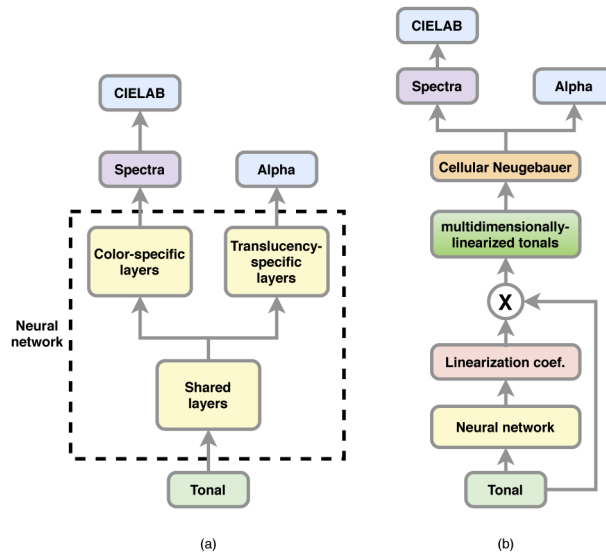 CIELAB
Spectra
Alpha
Color-specific
layers
Translucency-
specific
layers
Neural
network
Shared
layers
Tonal
(a)
CIELAB
Spectra
Alpha
Cellular Neugebauer
multidimensionally-
linearized tonals
X
Linearization coef.
Neural network
Tonal
(b)